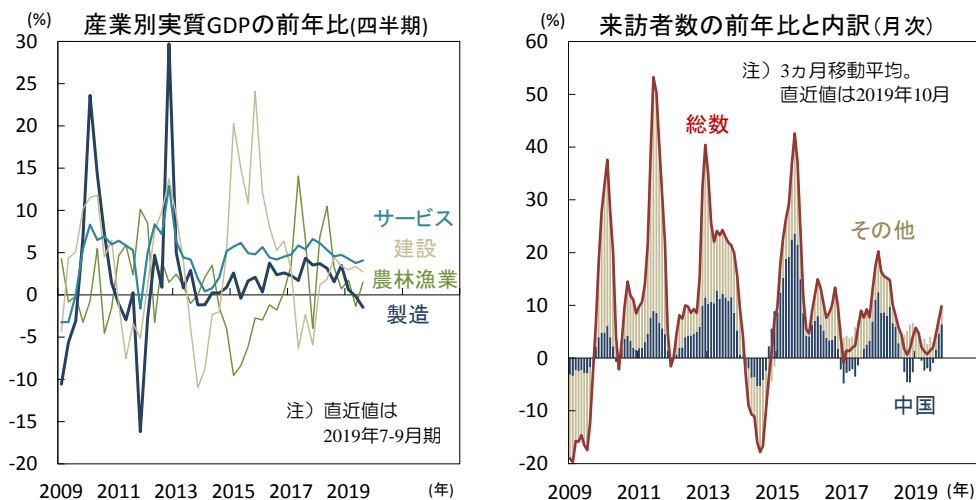 産業別実質GDPの前年比(四半期)
(%)
30
25
20
15
10
5
0
-5
-10
-15
-20
サービス
建設
農林漁業
製造
注）直近値は
2019年7-9月期
2009 2011 2013 2015 2017 2019 (年)
来訪者数の前年比と内訳（月次）
(%)
60
50
40
30
20
10
0
-10
-20
注）3ヵ月移動平均。
直近値は2019年10月
総数
その他
中国
2009 2011 2013 2015 2017 2019 (年)